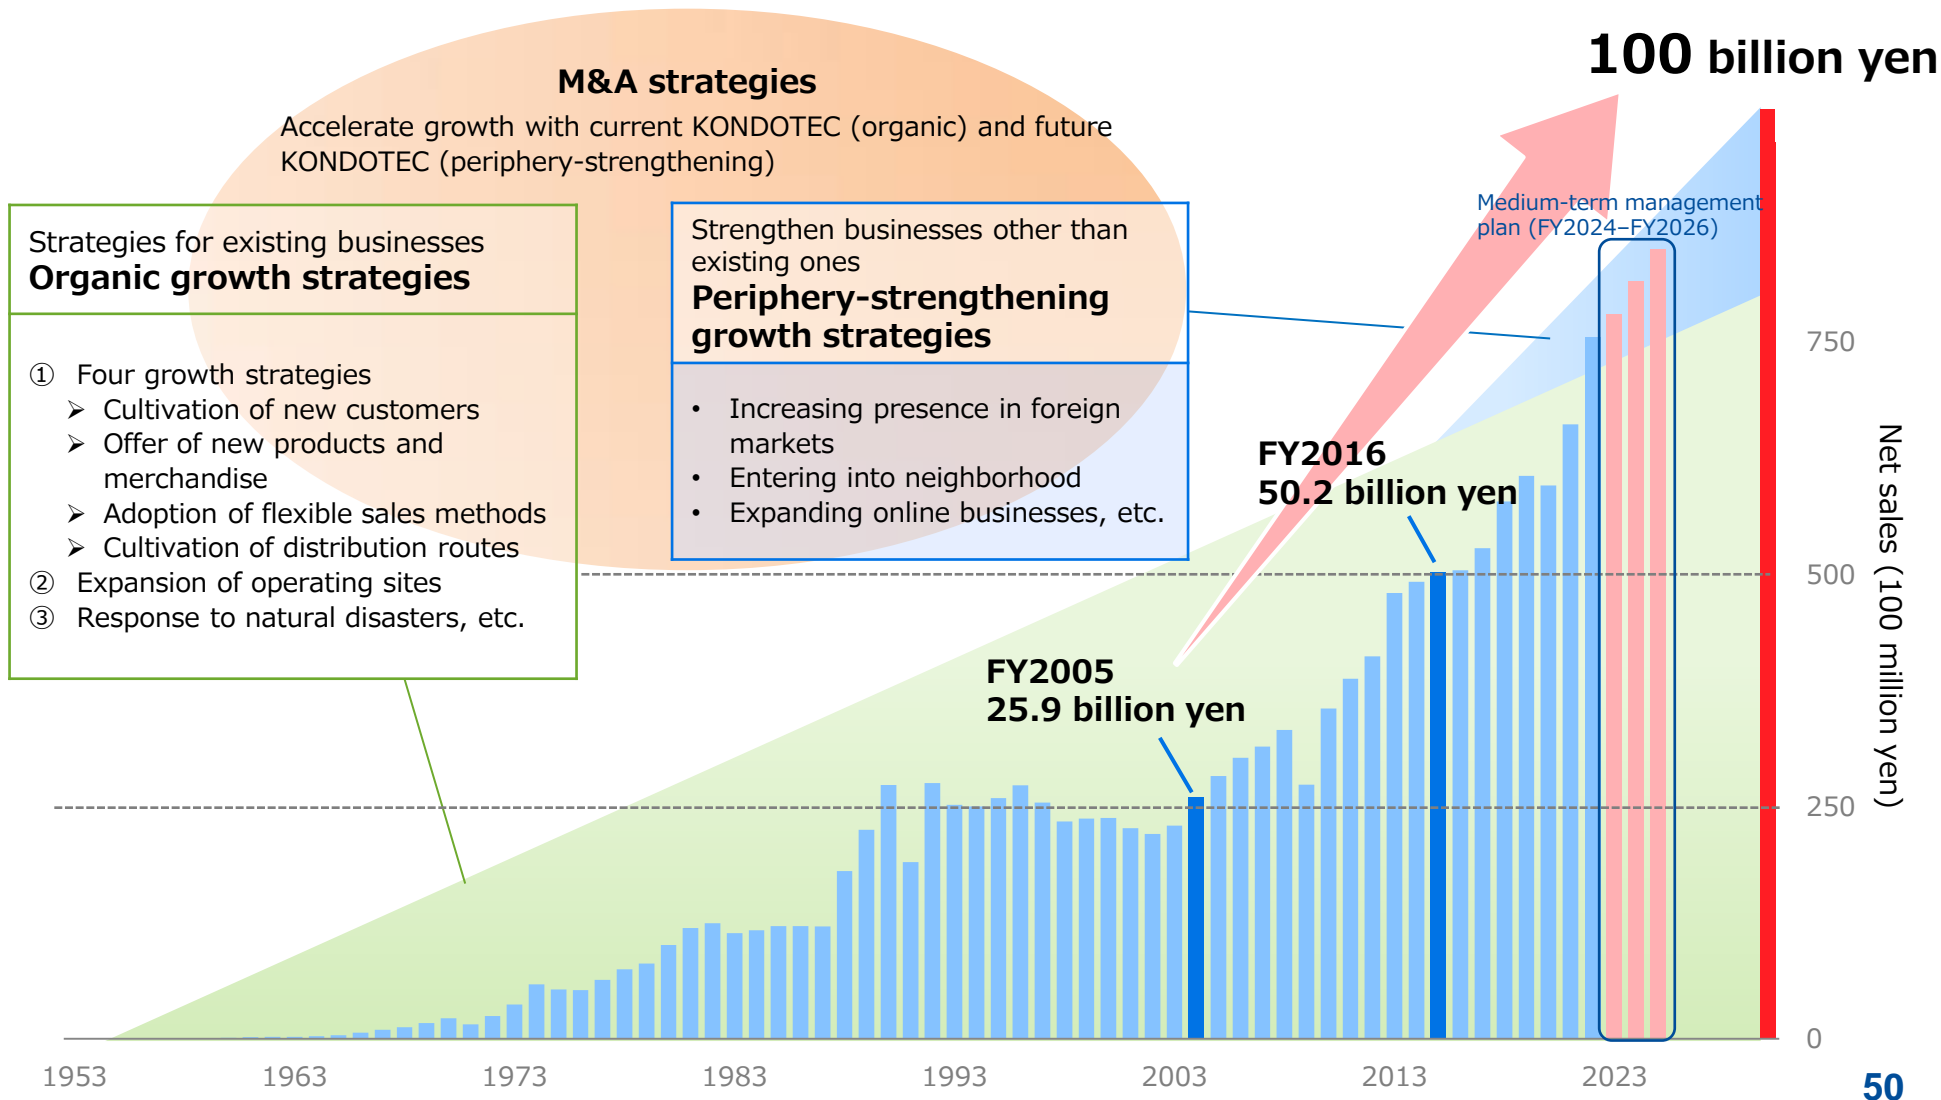 100 billion yen
M&A strategies
Accelerate growth with current KONDOTEC (organic) and future
KONDOTEC (periphery-strengthening)
Strategies for existing businesses
Organic growth strategies
① Four growth strategies
➢ Cultivation of new customers
➢ Offer of new products and
merchandise
➢ Adoption of flexible sales methods
➢ Cultivation of distribution routes
② Expansion of operating sites
③ Response to natural disasters, etc.
Strengthen businesses other than
existing ones
Periphery-strengthening
growth strategies
• Increasing presence in foreign
markets
• Entering into neighborhood
• Expanding online businesses, etc.
Medium-term management
plan (FY2024–FY2026)
FY2016
50.2 billion yen
FY2005
25.9 billion yen
750
500
250
0
Net sales (100 million yen)
1953
1963
1973
1983
1993
2003
2013
2023
50